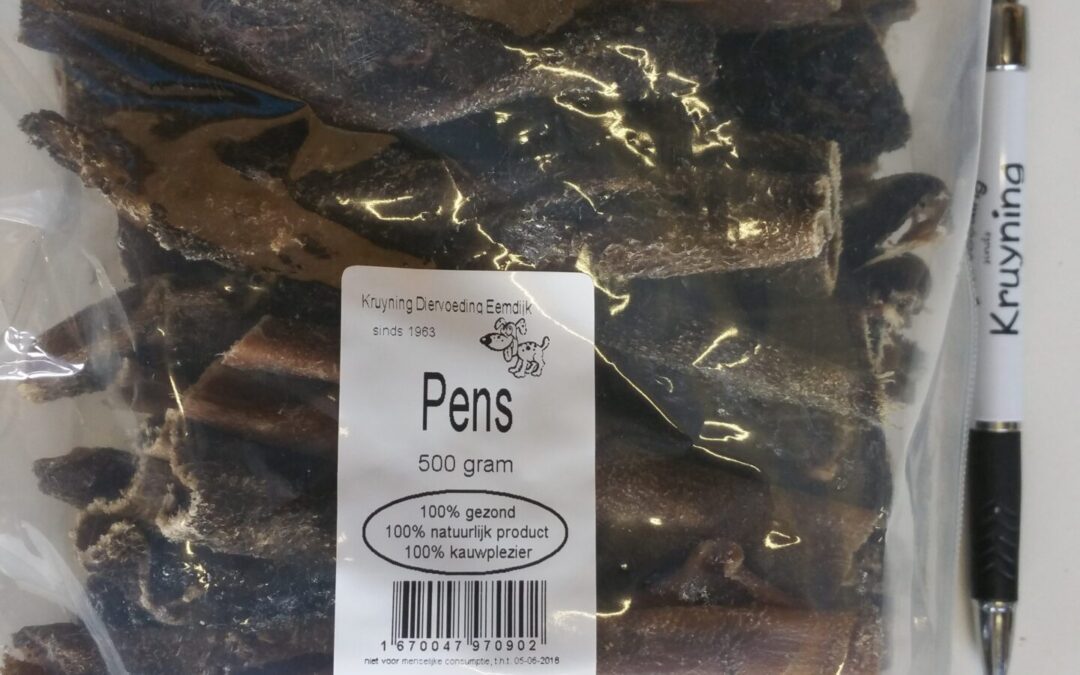 Kruyning Diervoeding Eemdijk
sinds 1963
Pens
500 gram
100% gezond
100% natuurlijk product
100% kauwplezier
1 670047 970902
niet voor menselijke consumptie, t.h.t. 05-06-2018
Kruyning
sinds